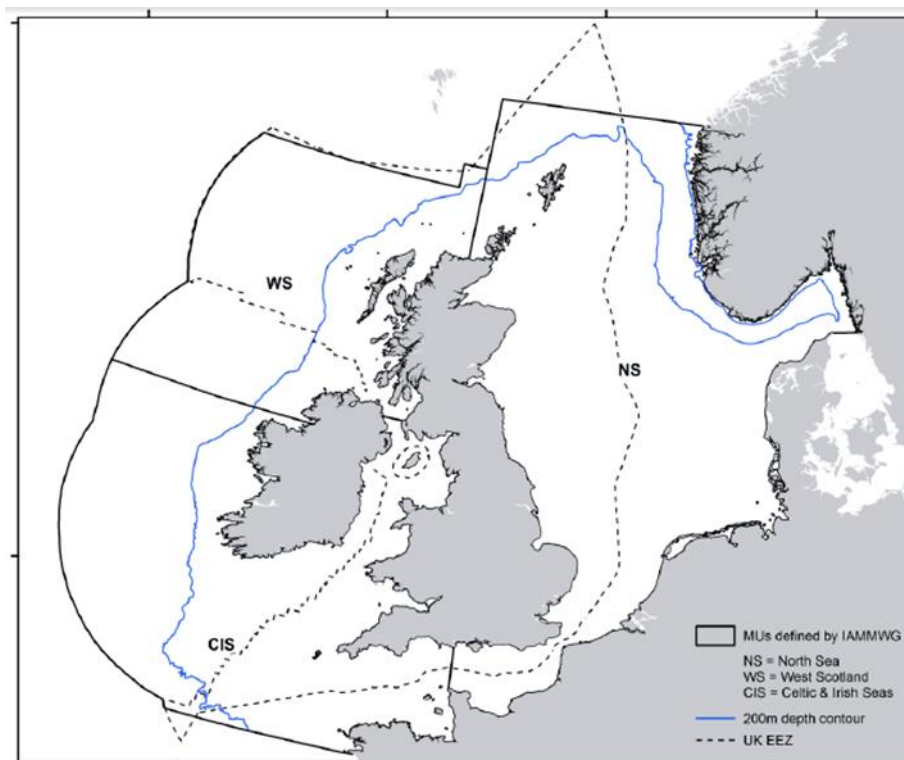 WS
NS
CIS
MUs defined by IAMMWG
NS = North Sea
WS = West Scotland
CIS = Celtic & Irish Seas
200m depth contour
UK EEZ